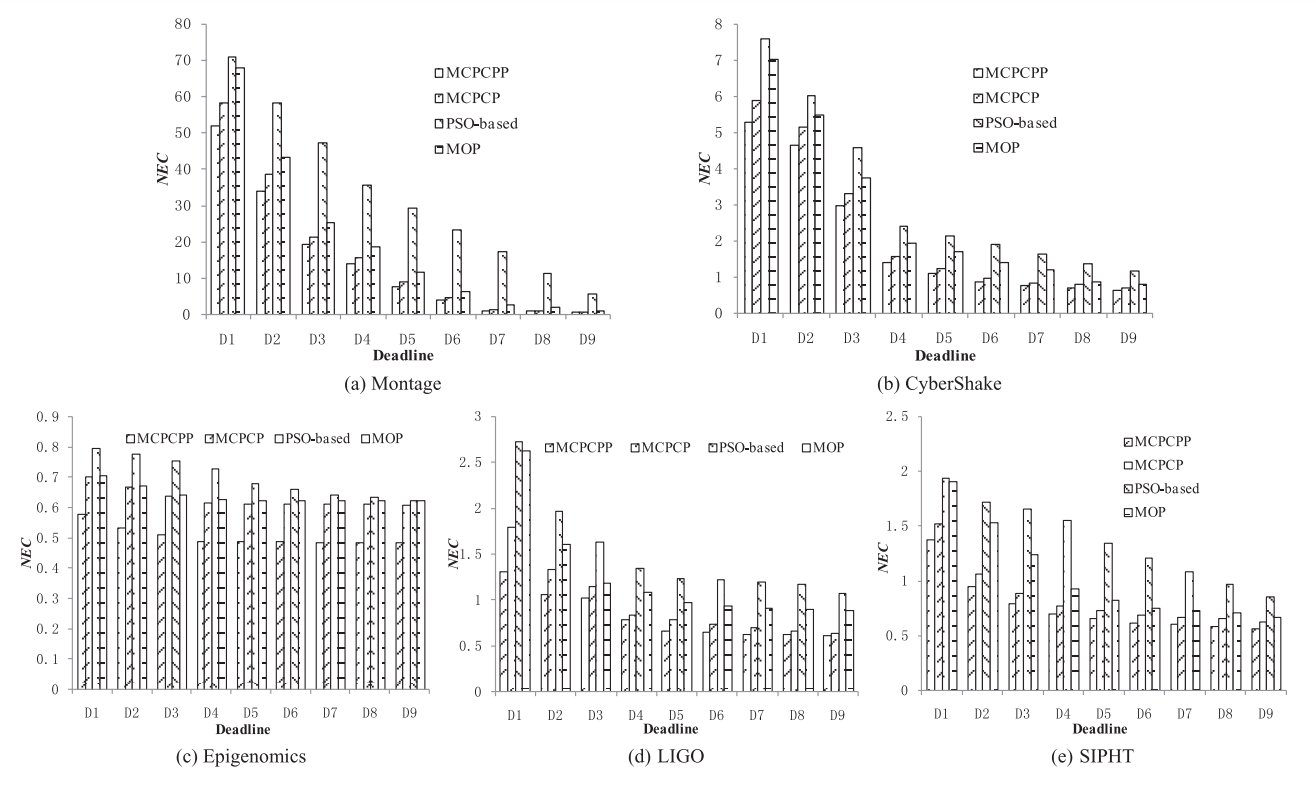 80
70
60
50
40
30
20
10
0
NEC
MCPCPP
MCPCP
PSO-based
MOP
D1 D2 D3 D4 D5 D6 D7 D8 D9
Deadline
(a) Montage
8
7
6
5
4
3
2
1
0
NEC
MCPCPP
MCPCP
PSO-based
MOP
D1 D2 D3 D4 D5 D6 D7 D8 D9
Deadline
(b) CyberShake
0.9
0.8
0.7
0.6
0.5
0.4
0.3
0.2
0.1
0
NEC
MCPCPP MCPCP PSO-based MOP
D1 D2 D3 D4 D5 D6 D7 D8 D9
Deadline
(c) Epigenomics
3
2.5
2
1.5
1
0.5
0
NEC
MCPCPP MCPCP PSO-based MOP
D1 D2 D3 D4 D5 D6 D7 D8 D9
Deadline
(d) LIGO
2.5
2
1.5
1
0.5
0
NEC
MCPCPP
MCPCP
PSO-based
MOP
D1 D2 D3 D4 D5 D6 D7 D8 D9
Deadline
(e) SIPHT